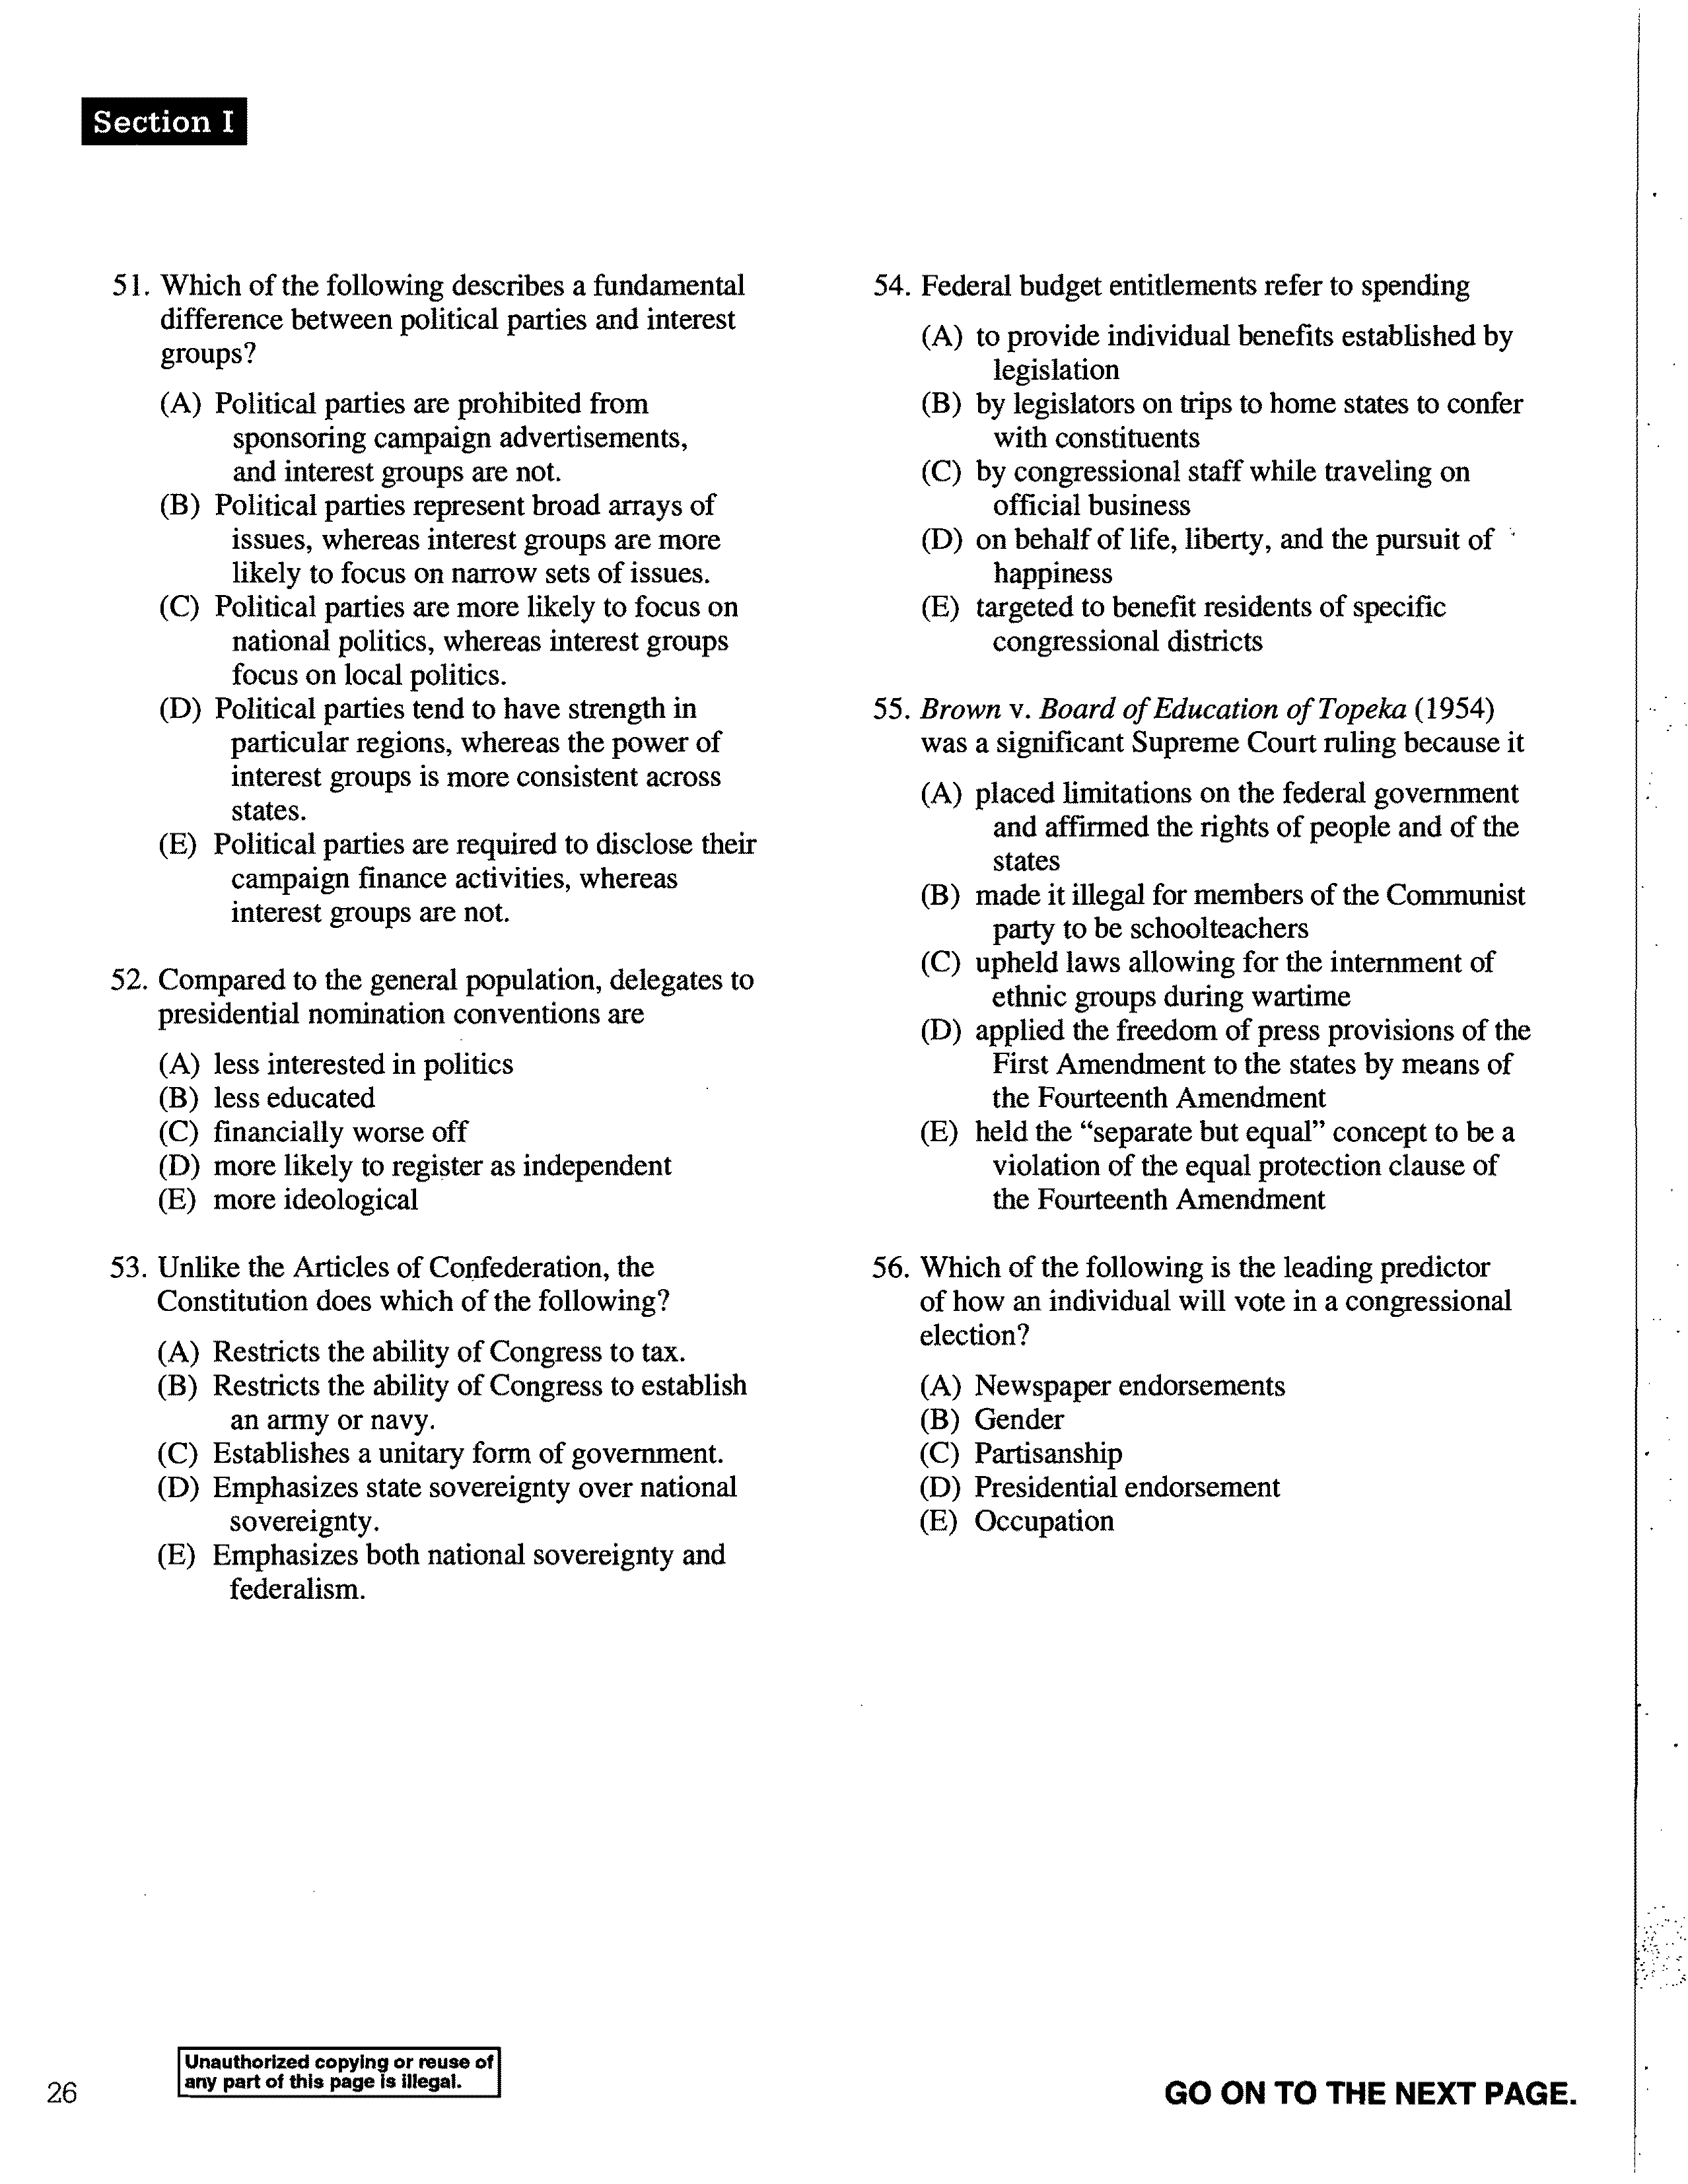 Section I
51. Which of the following describes a fundamental
difference between political parties and interest
groups?
(A) Political parties are prohibited from
sponsoring campaign advertisements,
and interest groups are not.
(B) Political parties represent broad arrays of
issues, whereas interest groups are more
likely to focus on narrow sets of issues.
(C) Political parties are more likely to focus on
national politics, whereas interest groups
focus on local politics.
(D) Political parties tend to have strength in
particular regions, whereas the power of
interest groups is more consistent across
states.
(E) Political parties are required to disclose their
campaign finance activities, whereas
interest groups are not.
52. Compared to the general population, delegates to
presidential nomination conventions are
(A) less interested in politics
(B) less educated
(C) financially worse off
(D) more likely to register as independent
(E) more ideological
53. Unlike the Articles of Confederation, the
Constitution does which of the following?
(A) Restricts the ability of Congress to tax.
(B) Restricts the ability of Congress to establish
an army or navy.
(C) Establishes a unitary form of government.
(D) Emphasizes state sovereignty over national
sovereignty.
(E) Emphasizes both national sovereignty and
federalism.
54. Federal budget entitlements refer to spending
(A) to provide individual benefits established by
legislation
(B) by legislators on trips to home states to confer
with constituents
(C) by congressional staff while traveling on
official business
(D) on behalf of life, liberty, and the pursuit of
happiness
(E) targeted to benefit residents of specific
congressional districts
55. Brown v. Board of Education of Topeka (1954)
was a significant Supreme Court ruling because it
(A) placed limitations on the federal government
and affirmed the rights of people and of the
states
(B) made it illegal for members of the Communist
party to be schoolteachers
(C) upheld laws allowing for the internment of
ethnic groups during wartime
(D) applied the freedom of press provisions of the
First Amendment to the states by means of
the Fourteenth Amendment
(E) held the “separate but equal” concept to be a
violation of the equal protection clause of
the Fourteenth Amendment
56. Which of the following is the leading predictor
of how an individual will vote in a congressional
election?
(A) Newspaper endorsements
(B) Gender
(C) Partisanship
(D) Presidential endorsement
(E) Occupation
Unauthorized copying or reuse of
any part of this page is illegal.
26
GO ON TO THE NEXT PAGE.